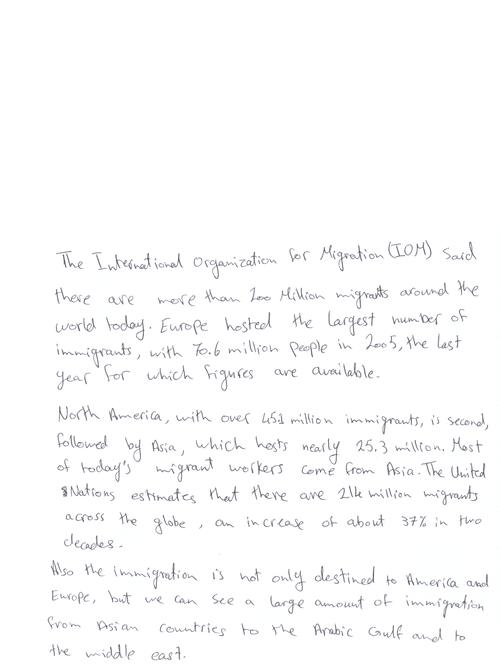 The International Organization for Migration (IOM) said
there are more than 200 Million migrants around the
world today. Europe hosted the largest number of
immigrants, with 70.6 million people in 2005, the last
year for which figures are available.
North America, with over 45.1 million immigrants, is second,
followed by Asia, which hosts nearly 25.3 million. Most
of today's migrant workers come from Asia. The United
Nations estimates that there are 214 million migrants
across the globe, an increase of about 37% in two
decades.
Also the immigration is not only destined to America and
Europe, but we can see a large amount of immigration
from Asian countries to the Arabic Gulf and to
the middle east.